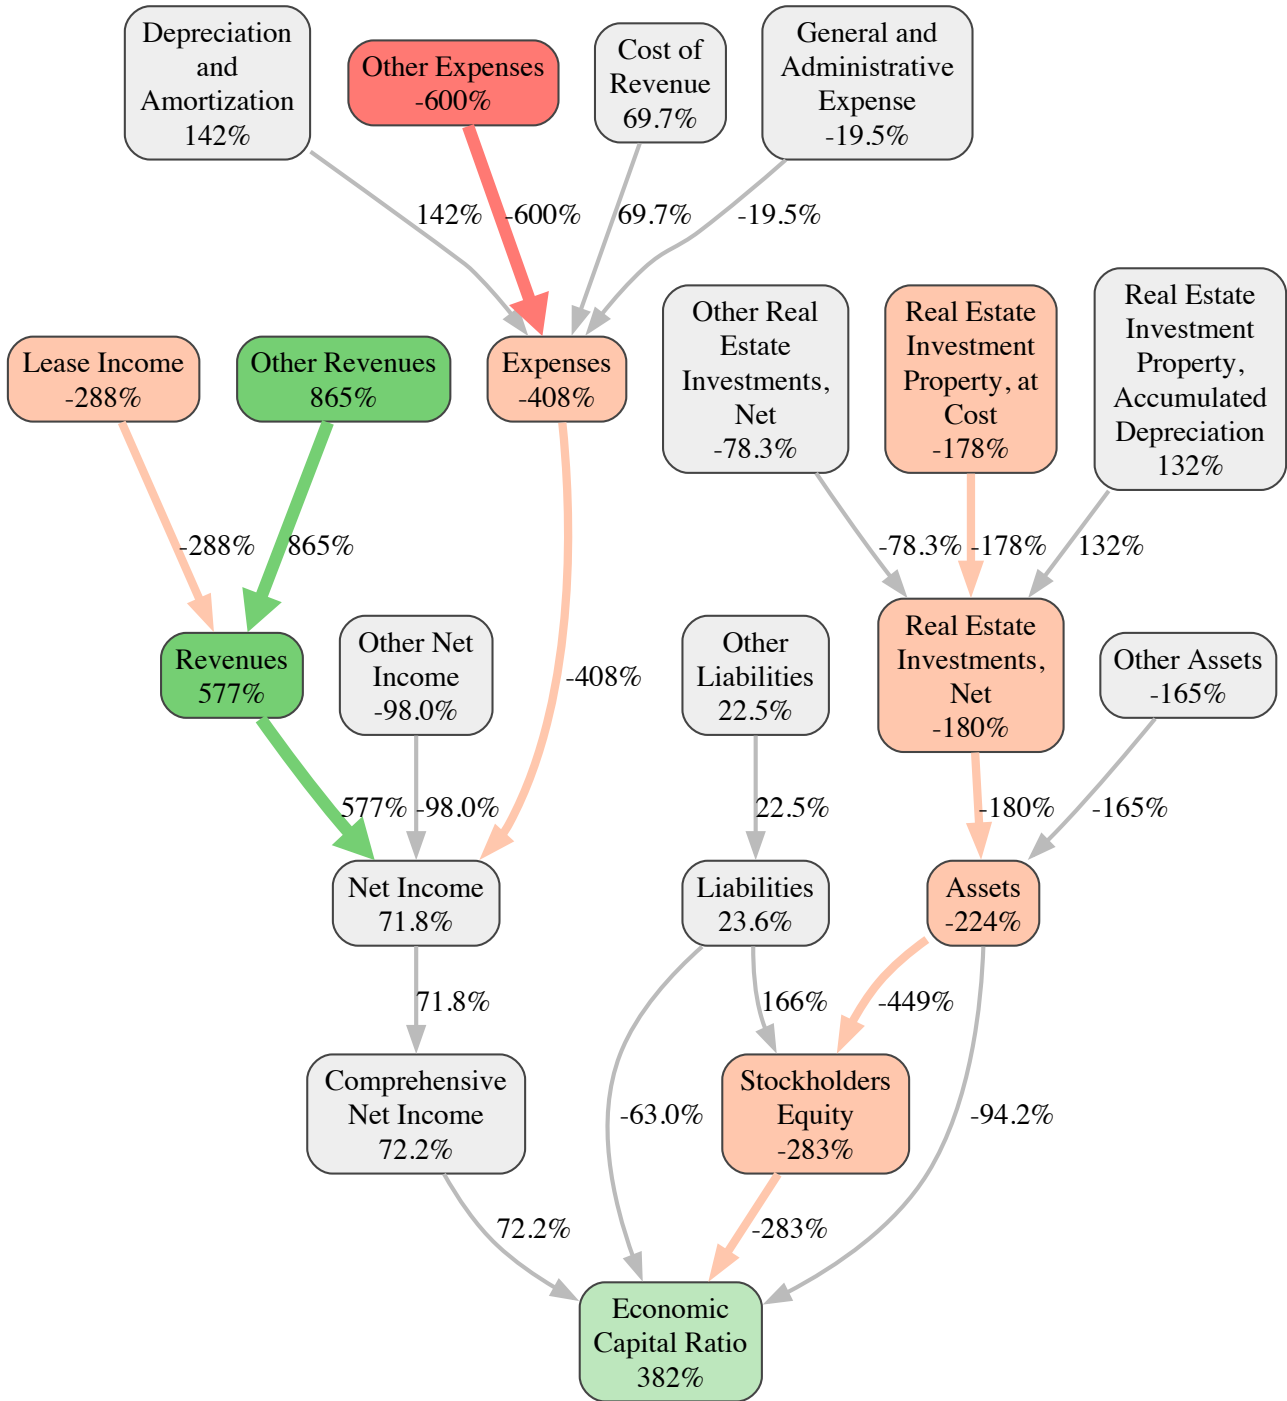 Depreciation
and
Amortization
142%
Other Expenses
-600%
Cost of
Revenue
69.7%
General and
Administrative
Expense
-19.5%
142%
-600%
69.7%
-19.5%
Lease Income
-288%
Other Revenues
865%
Expenses
-408%
Other Real
Estate
Investments,
Net
-78.3%
Real Estate
Investment
Property, at
Cost
-178%
Real Estate
Investment
Property,
Accumulated
Depreciation
132%
-288%
865%
-78.3%
-178%
132%
Revenues
577%
Other Net
Income
-98.0%
-408%
Other
Liabilities
22.5%
Real Estate
Investments,
Net
-180%
Other Assets
-165%
577%
-98.0%
22.5%
-180%
-165%
Net Income
71.8%
Liabilities
23.6%
Assets
-224%
71.8%
166%
-449%
Comprehensive
Net Income
72.2%
-63.0%
Stockholders
Equity
-283%
-94.2%
72.2%
-283%
Economic
Capital Ratio
382%